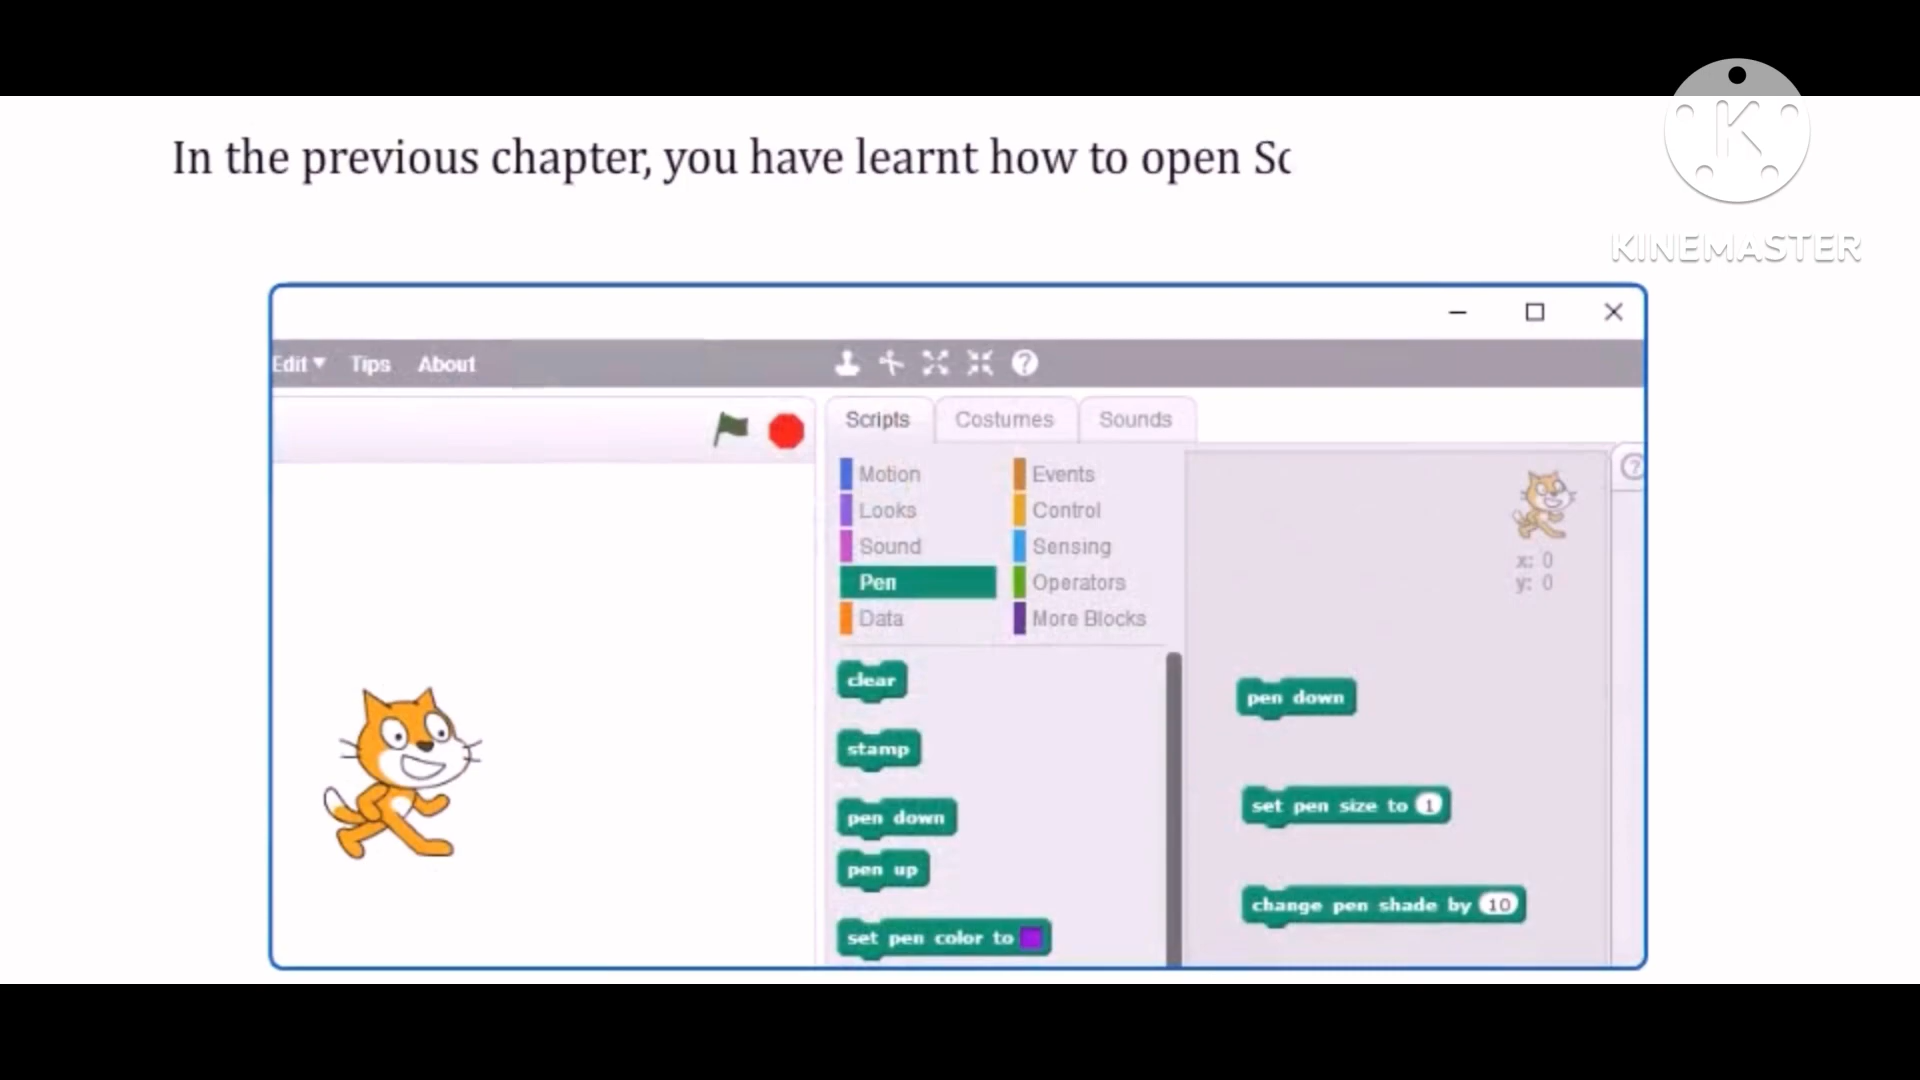 In the previous chapter, you have learnt how to open Sc
K
KINEMASTER
Edit Tips About
Scripts Costumes Sounds
Motion Events
Looks Control
Sound Sensing
Pen Operators
Data More Blocks
x: 0
y: 0
clear
stamp
pen down
pen up
set pen color to
pen down
set pen size to 1
change pen shade by 10